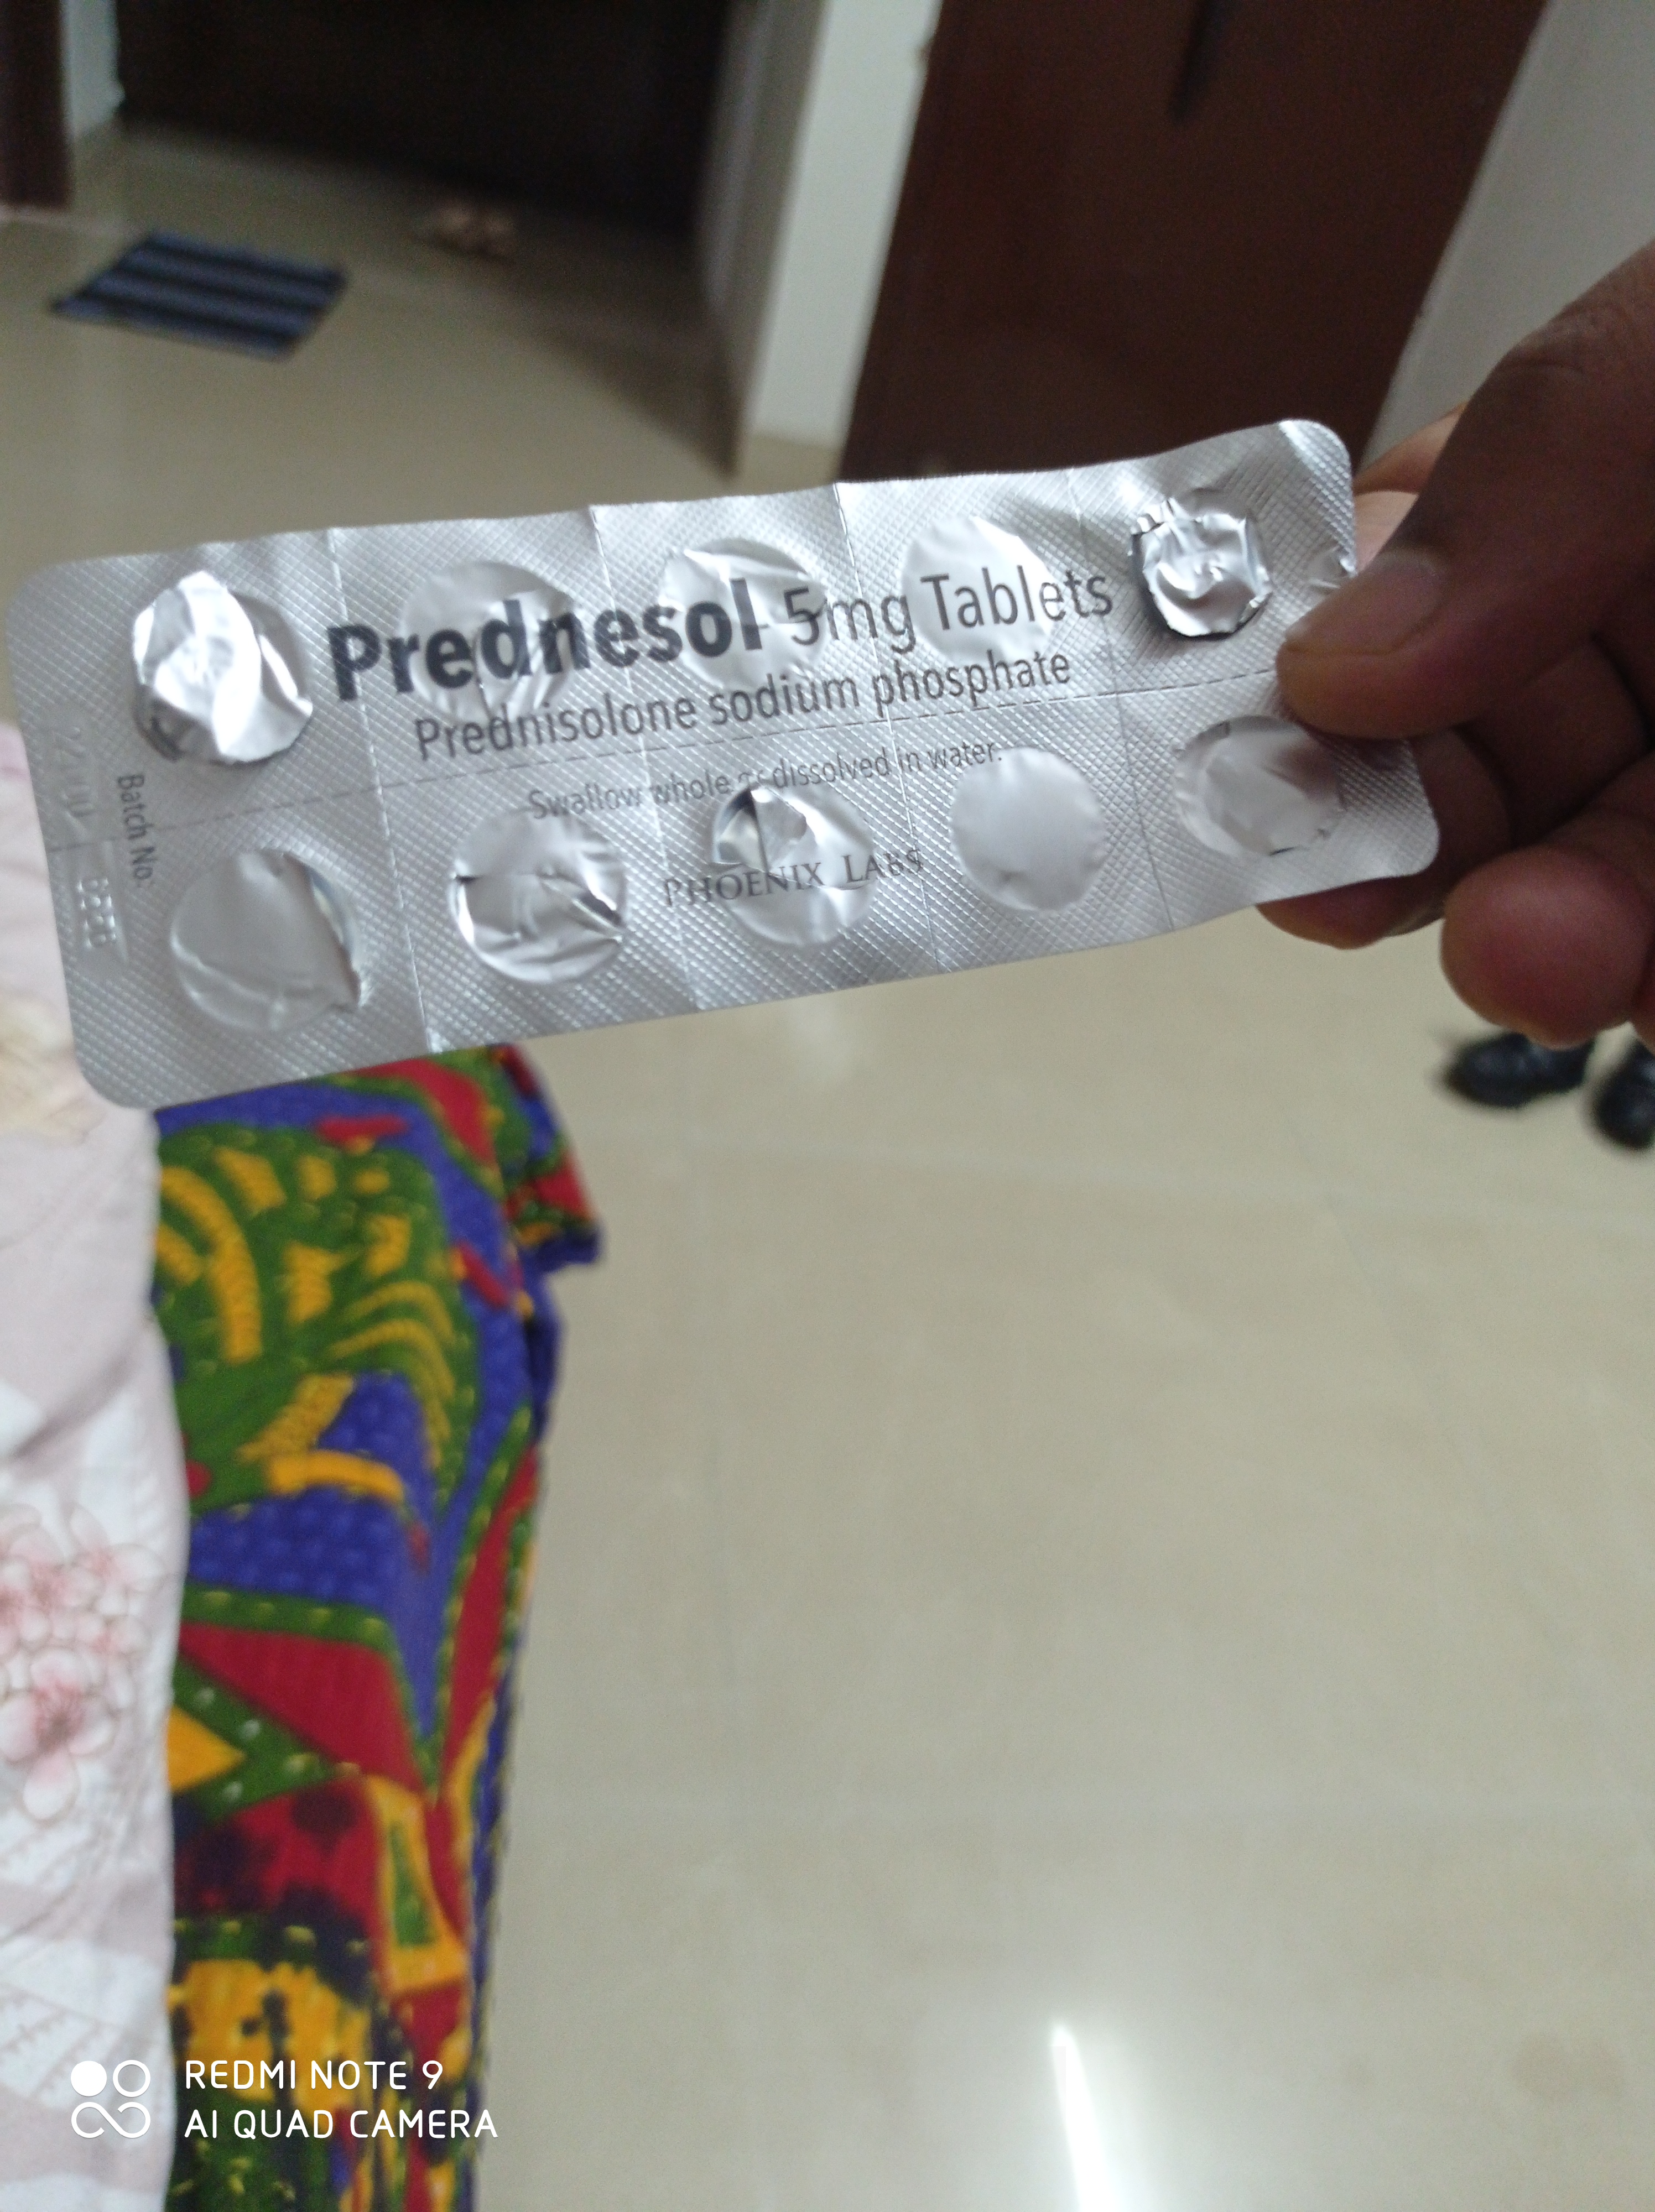 Prednesol 5mg Tablets
Prednisolone sodium phosphate
Swallow whole or dissolved in water.
PHOENIX LABS
Batch No.
REDMI NOTE 9
AI QUAD CAMERA